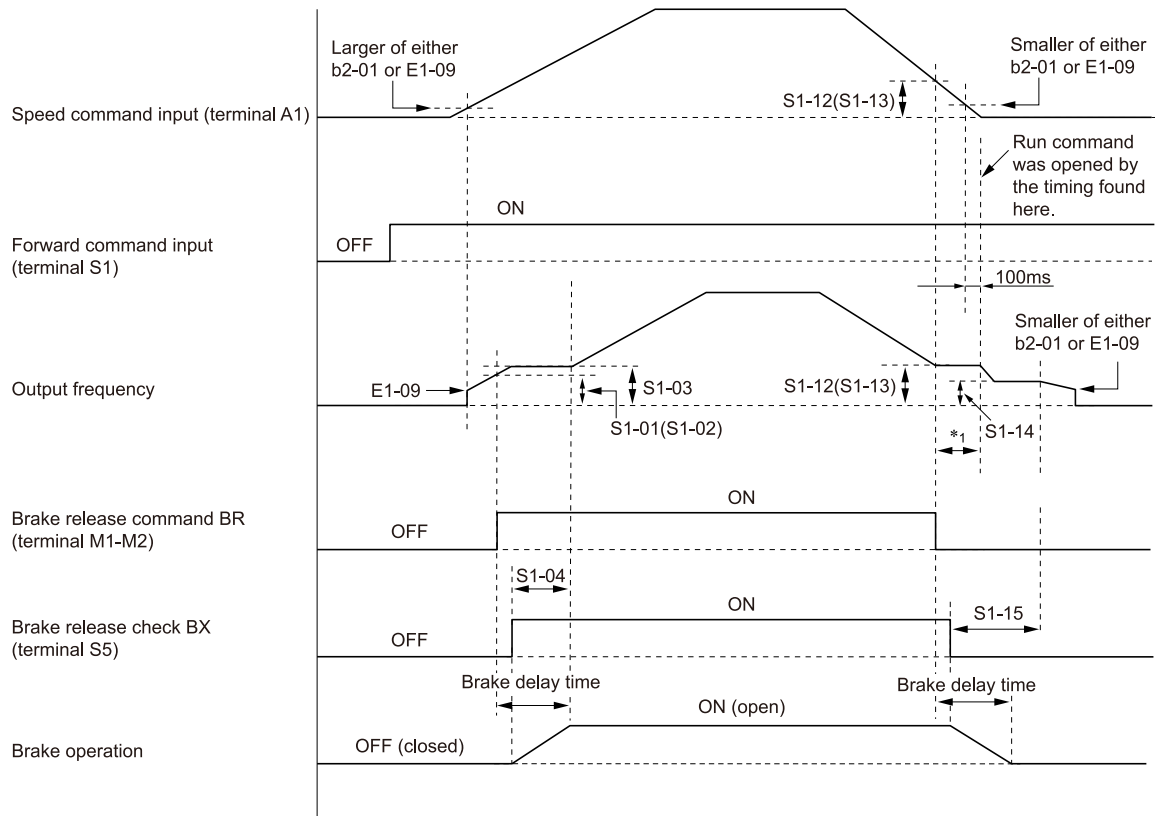 Larger of either
b2-01 or E1-09
Smaller of either
b2-01 or E1-09
S1-12(S1-13)
Speed command input (terminal A1)
Run command
was opened by
the timing found
here.
ON
Forward command input
(terminal S1)
OFF
100ms
Smaller of either
b2-01 or E1-09
Output frequency
E1-09
S1-03
S1-12(S1-13)
S1-01(S1-02)
S1-14
*1
Brake release command BR
(terminal M1-M2)
OFF
ON
S1-04
Brake release check BX
(terminal S5)
OFF
ON
S1-15
Brake delay time
Brake delay time
Brake operation
OFF (closed)
ON (open)